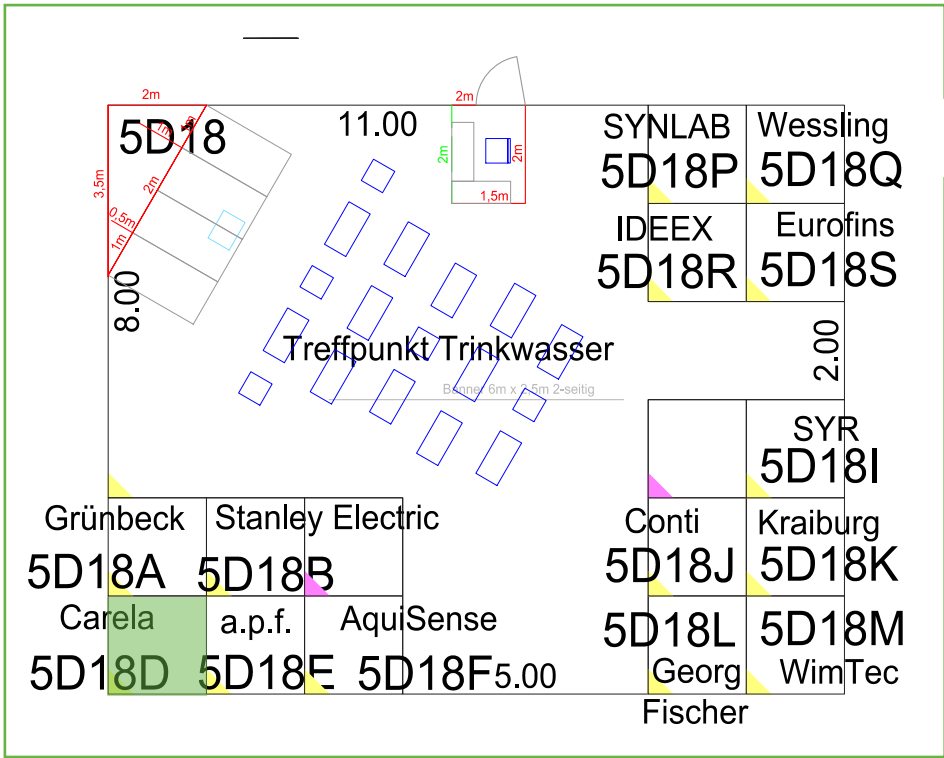 2m
5D18
1m
1m
2m
3,5m
0,5m
1m
8.00
11.00
2m
2m
2m
1,5m
SYNLAB
Wessling
5D18P
5D18Q
IDEEX
Eurofins
5D18R
5D18S
2.00
Treffpunkt Trinkwasser
Banner 6m x 2,5m 2-seitig
SYR
5D18I
Grünbeck
Stanley Electric
5D18A
5D18B
Conti
Kraiburg
5D18J
5D18K
Carela
a.p.f.
AquiSense
5D18D
5D18E
5D18F
5.00
5D18L
5D18M
Georg
Fischer
WimTec